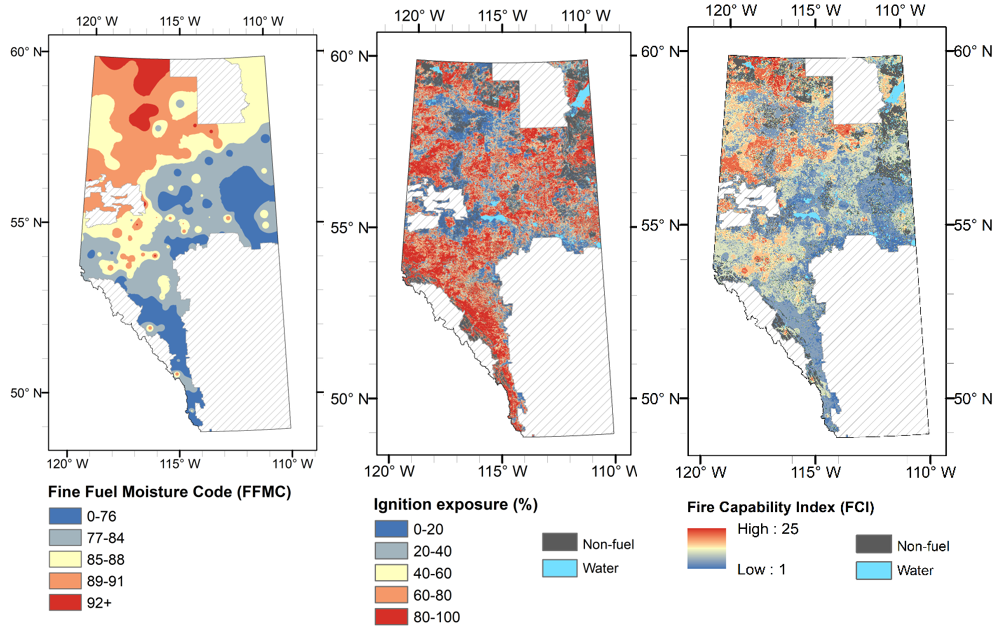 120° W 115° W 110° W
60° N
55° N
50° N
120° W 115° W 110° W
Fine Fuel Moisture Code (FFMC)
0-76
77-84
85-88
89-91
92+
120° W 115° W 110° W
60° N
55° N
50° N
120° W 115° W 110° W
Ignition exposure (%)
0-20
20-40
40-60
60-80
80-100
Non-fuel
Water
120° W 115° W 110° W
60° N
55° N
50° N
120° W 115° W 110° W
Fire Capability Index (FCI)
High : 25
Low : 1
Non-fuel
Water